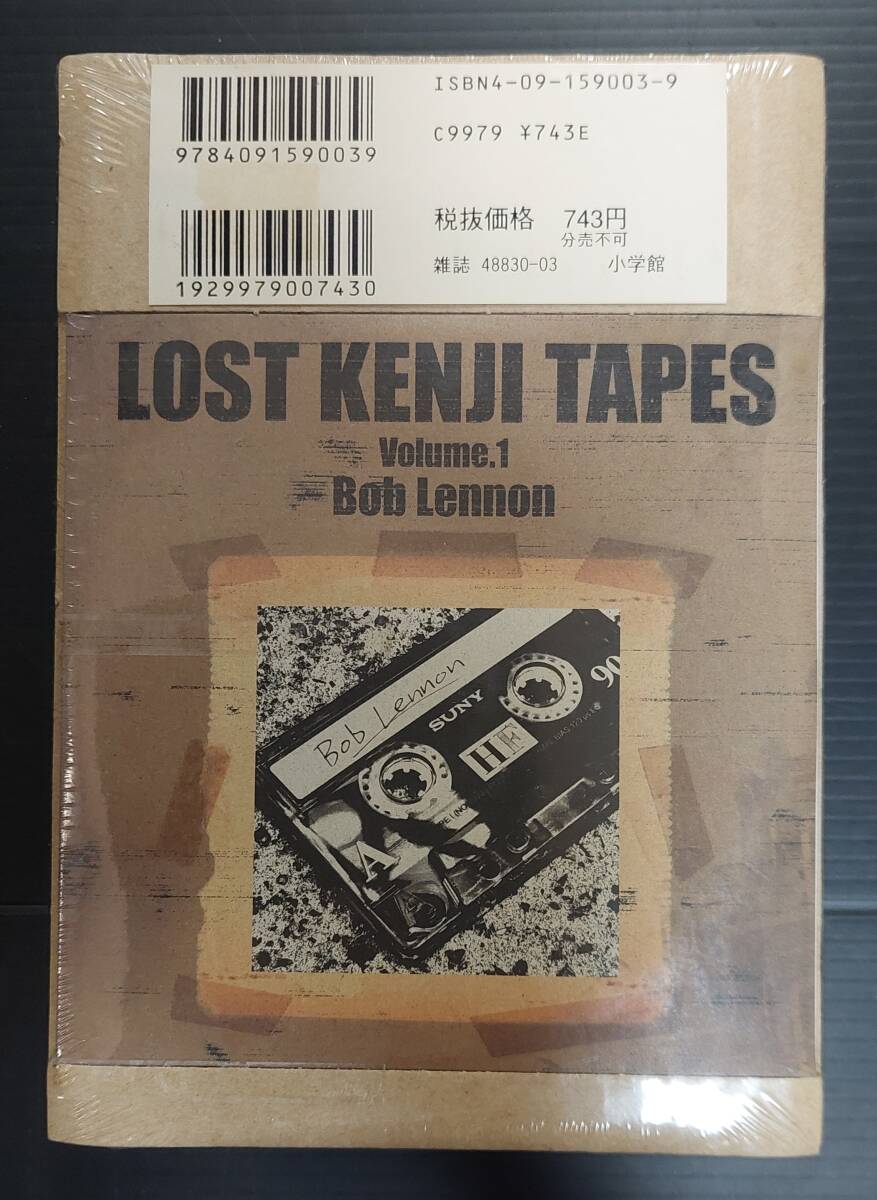 ISBN4-09-159003-9
9784091590039
C9979 ¥743E
税抜価格 743円
分売不可
1929979007430
雑誌 48830-03 小学館
LOST KENJI TAPES
Volume.1
Bob Lennon
Bob Lennon
SUNY
90
HF
A